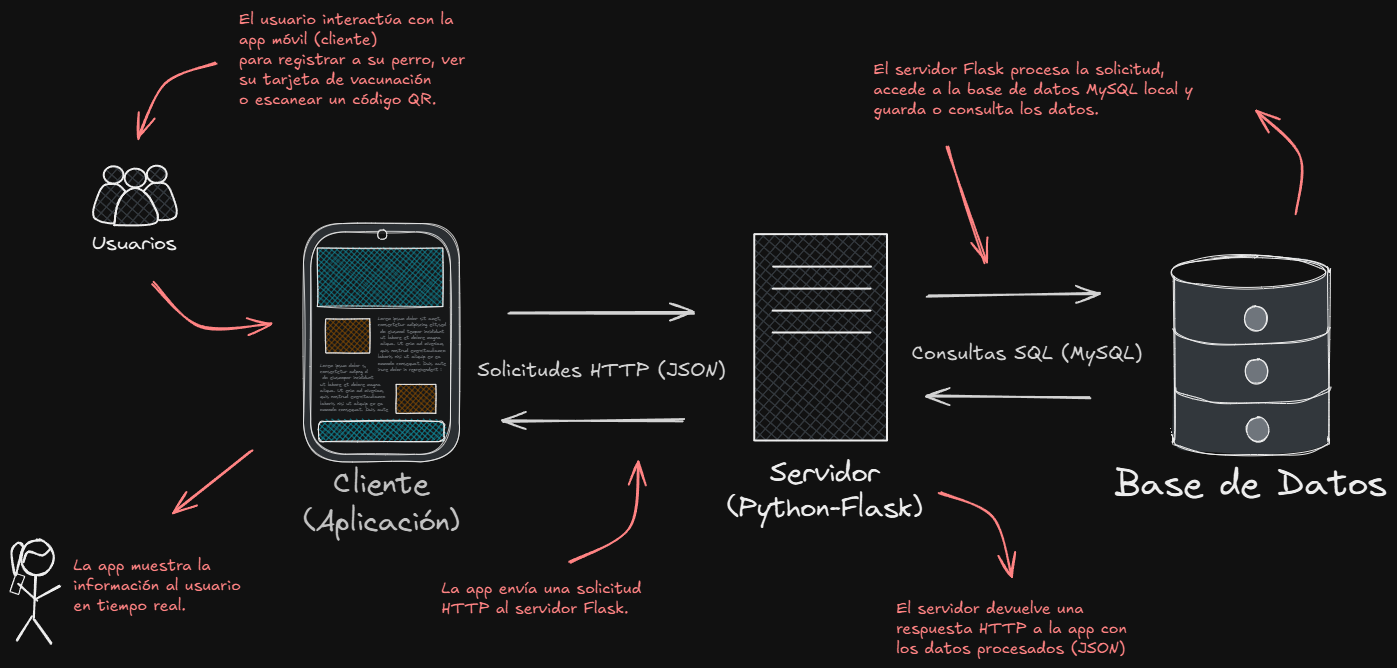 El usuario interactúa con la
app móvil (cliente)
para registrar a su perro, ver
su tarjeta de vacunación
o escanear un código QR.
El servidor Flask procesa la solicitud,
accede a la base de datos MySQL local y
guarda o consulta los datos.
Usuarios
Solicitudes HTTP (JSON)
Consultas SQL (MySQL)
Cliente
(Aplicación)
Servidor
(Python-Flask)
Base de Datos
La app muestra la
información al usuario
en tiempo real.
La app envía una solicitud
HTTP al servidor Flask.
El servidor devuelve una
respuesta HTTP a la app con
los datos procesados (JSON)